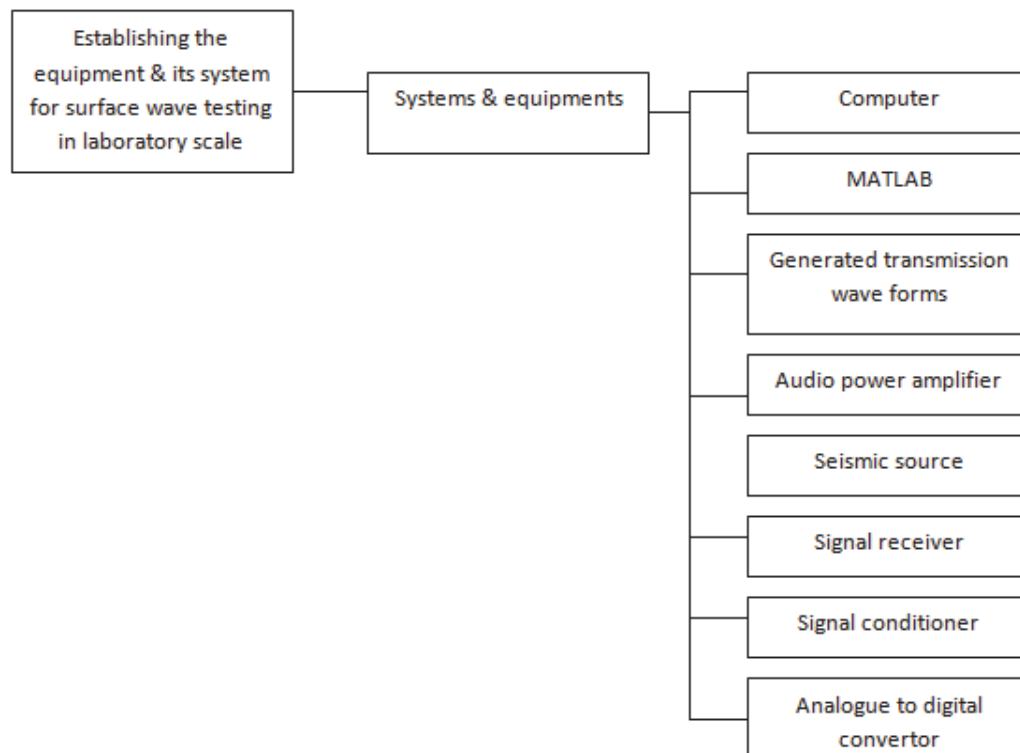 Establishing the
equipment & its system
for surface wave testing
in laboratory scale
Systems & equipments
Computer
MATLAB
Generated transmission
wave forms
Audio power amplifier
Seismic source
Signal receiver
Signal conditioner
Analogue to digital
convertor